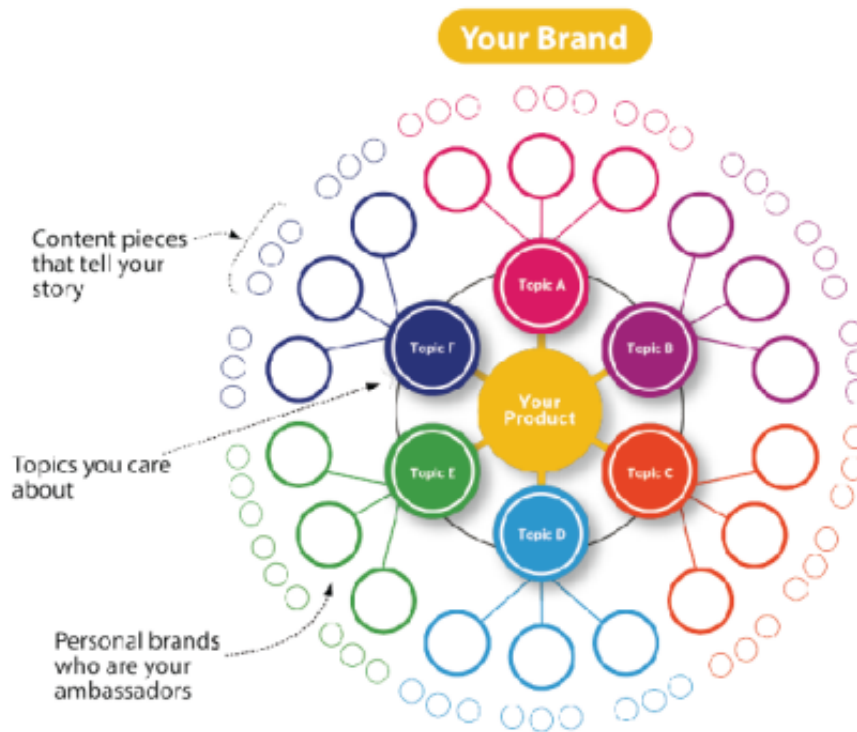 Your Brand
Content pieces
that tell your
story
Topic A
Topic F
Topic B
Your
Product
Topics you care
about
Topic E
Topic C
Topic D
Personal brands
who are your
ambassadors